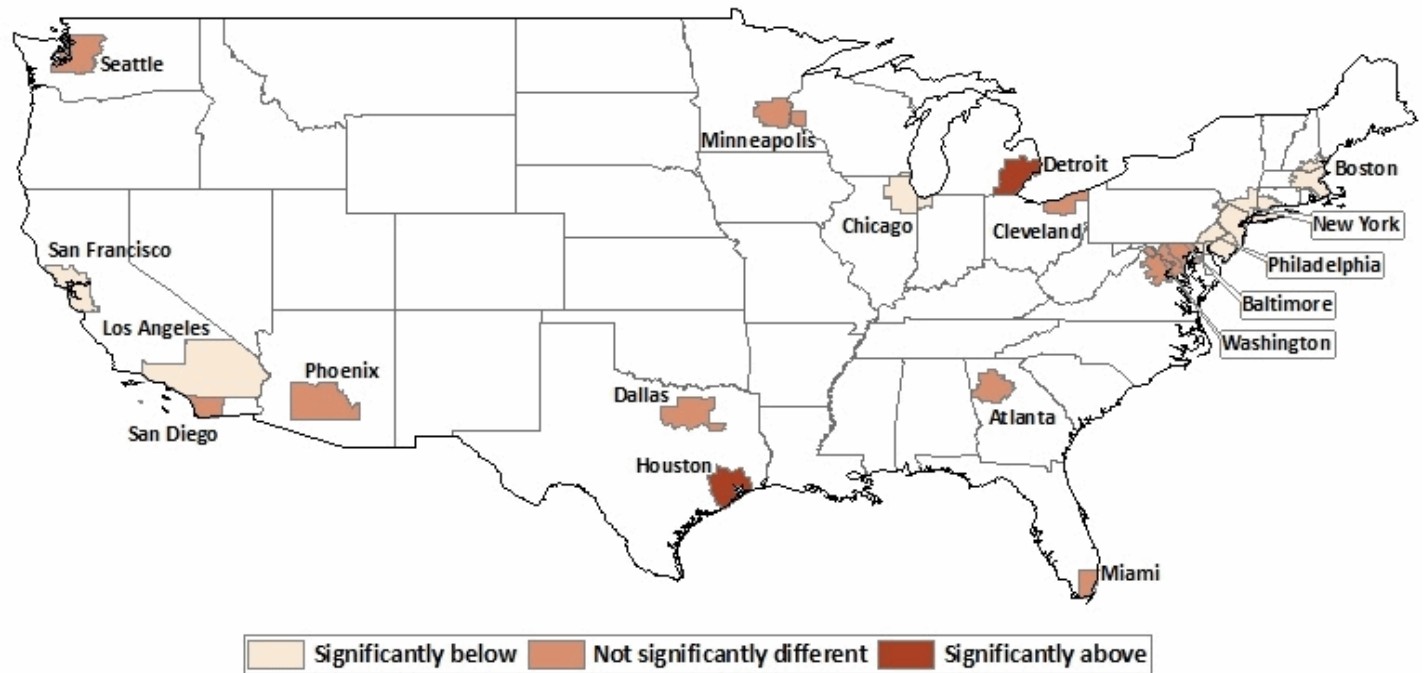 Seattle
Minneapolis
Detroit
Boston
Chicago
Cleveland
New York
San Francisco
Philadelphia
Baltimore
Los Angeles
Washington
Phoenix
Dallas
Atlanta
San Diego
Houston
Miami
Significantly below
Not significantly different
Significantly above